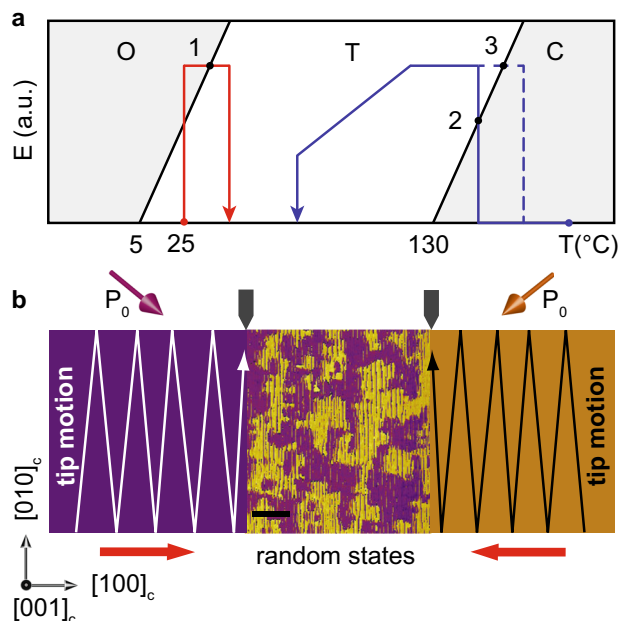 a
O
1
T
3
C
2
E (a.u.)
5
25
130
T(°C)
b
P0
P0
tip motion
tip motion
random states
[010]c
[100]c
[001]c